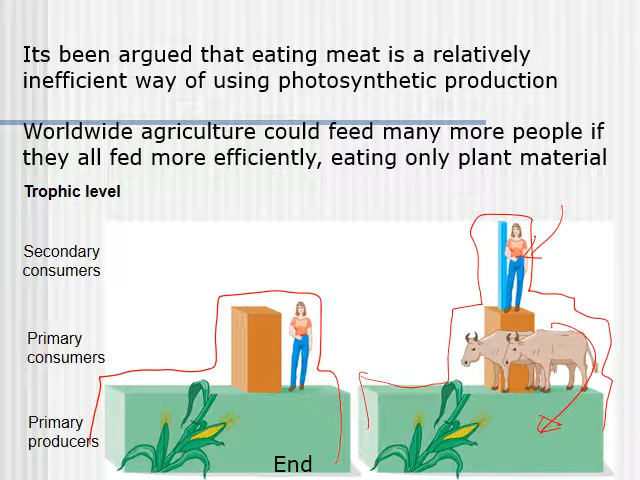 Its been argued that eating meat is a relatively
inefficient way of using photosynthetic production
Worldwide agriculture could feed many more people if
they all fed more efficiently, eating only plant material
Trophic level
Secondary
consumers
Primary
consumers
Primary
producers
End